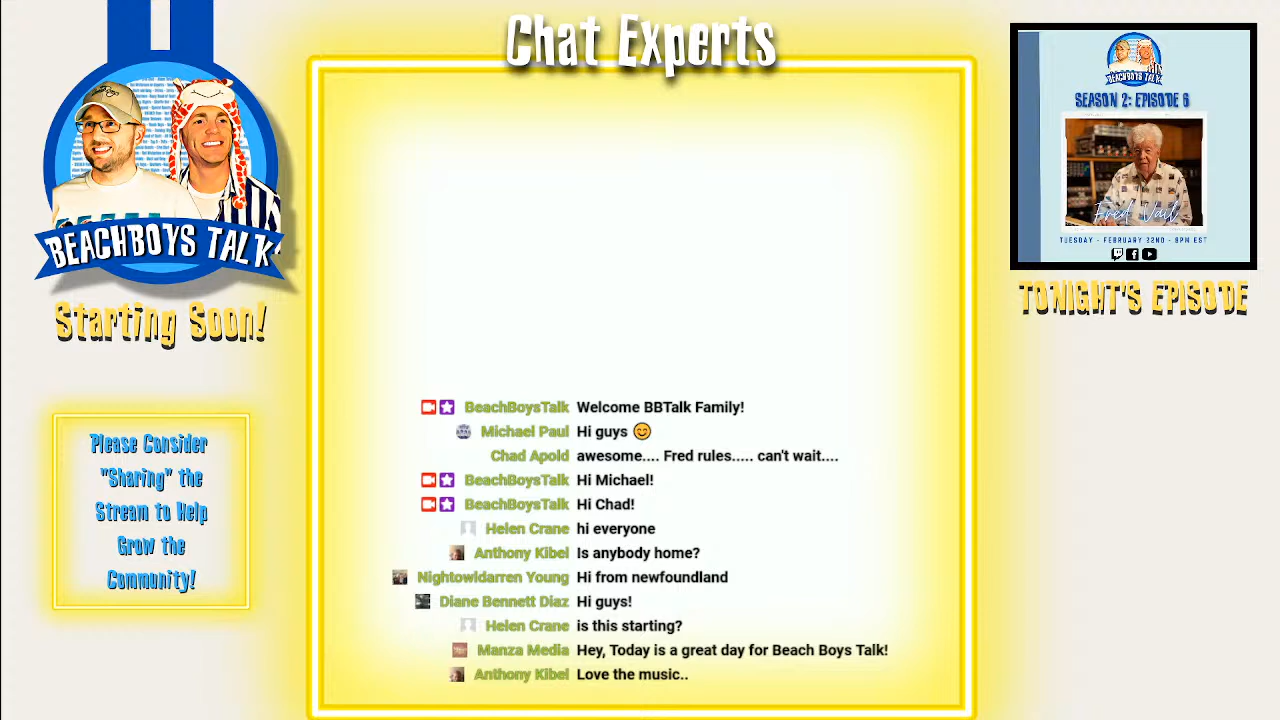 Chat Experts
BEACHBOYS TALK
Starting Soon!
Please Consider
"Sharing" the
Stream to Help
Grow the
Community!
BeachBoysTalk Welcome BBTalk Family!
Michael Paul Hi guys 😊
Chad Apold awesome.... Fred rules..... can't wait....
BeachBoysTalk Hi Michael!
BeachBoysTalk Hi Chad!
Helen Crane hi everyone
Anthony Kibel Is anybody home?
Nightowldarren Young Hi from newfoundland
Diane Bennett Diaz Hi guys!
Helen Crane is this starting?
Manza Media Hey, Today is a great day for Beach Boys Talk!
Anthony Kibel Love the music..
BEACHBOYS TALK
SEASON 2: EPISODE 6
Fred Vail
TUESDAY - FEBRUARY 22ND - 8PM EST
TONIGHT'S EPISODE